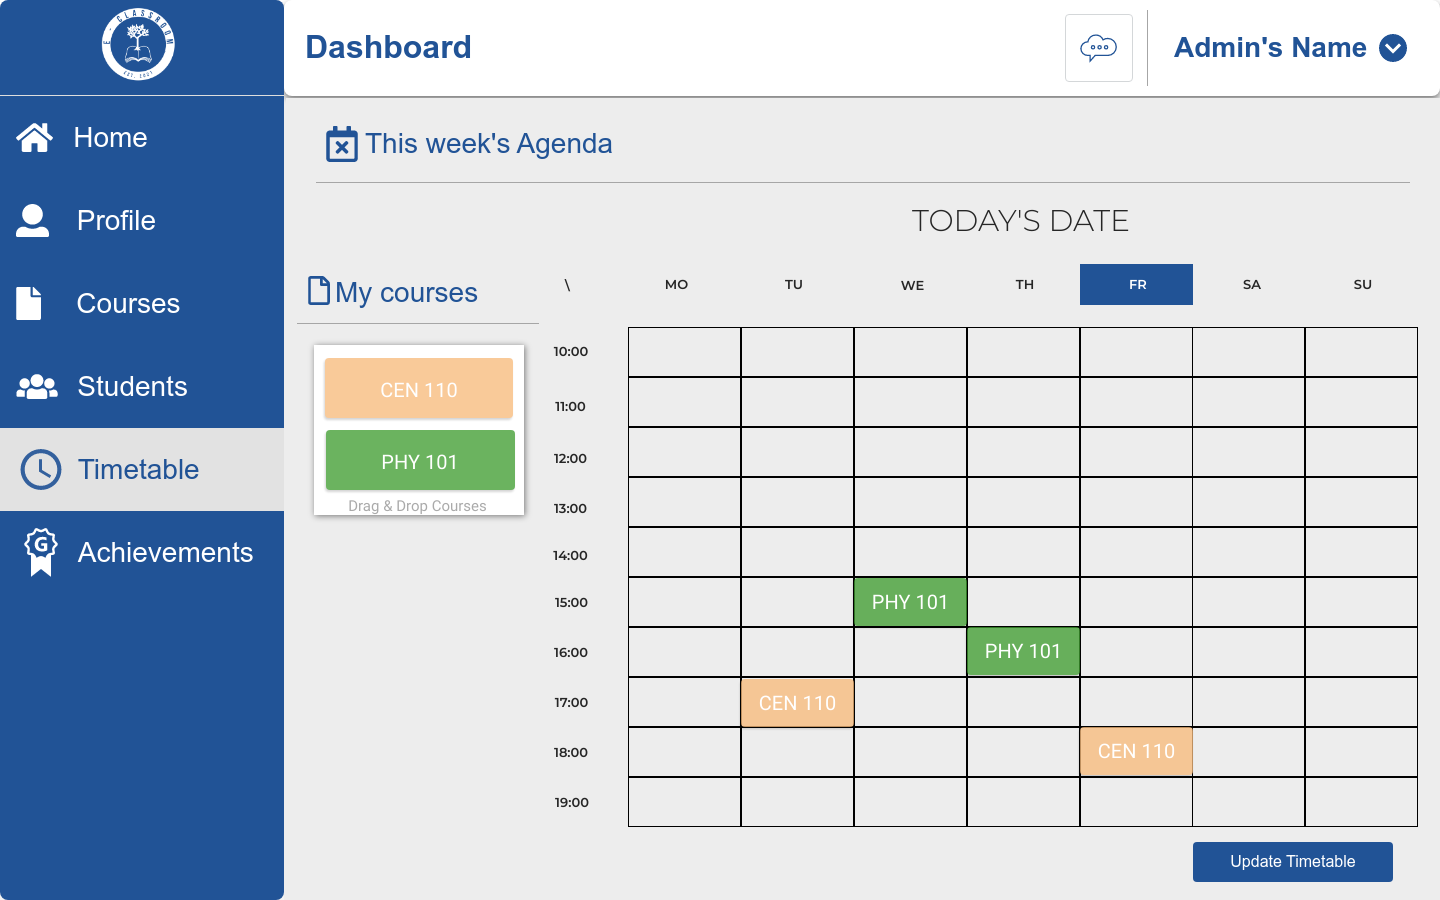 E - CLASSROOM
EST. 2021
Dashboard
Admin's Name
Home
Profile
Courses
Students
Timetable
G
Achievements
This week's Agenda
TODAY'S DATE
My courses
\ MO TU WE TH FR SA SU
CEN 110
PHY 101
Drag & Drop Courses
10:00
11:00
12:00
13:00
14:00
15:00 PHY 101
16:00 PHY 101
17:00 CEN 110
18:00 CEN 110
19:00
Update Timetable